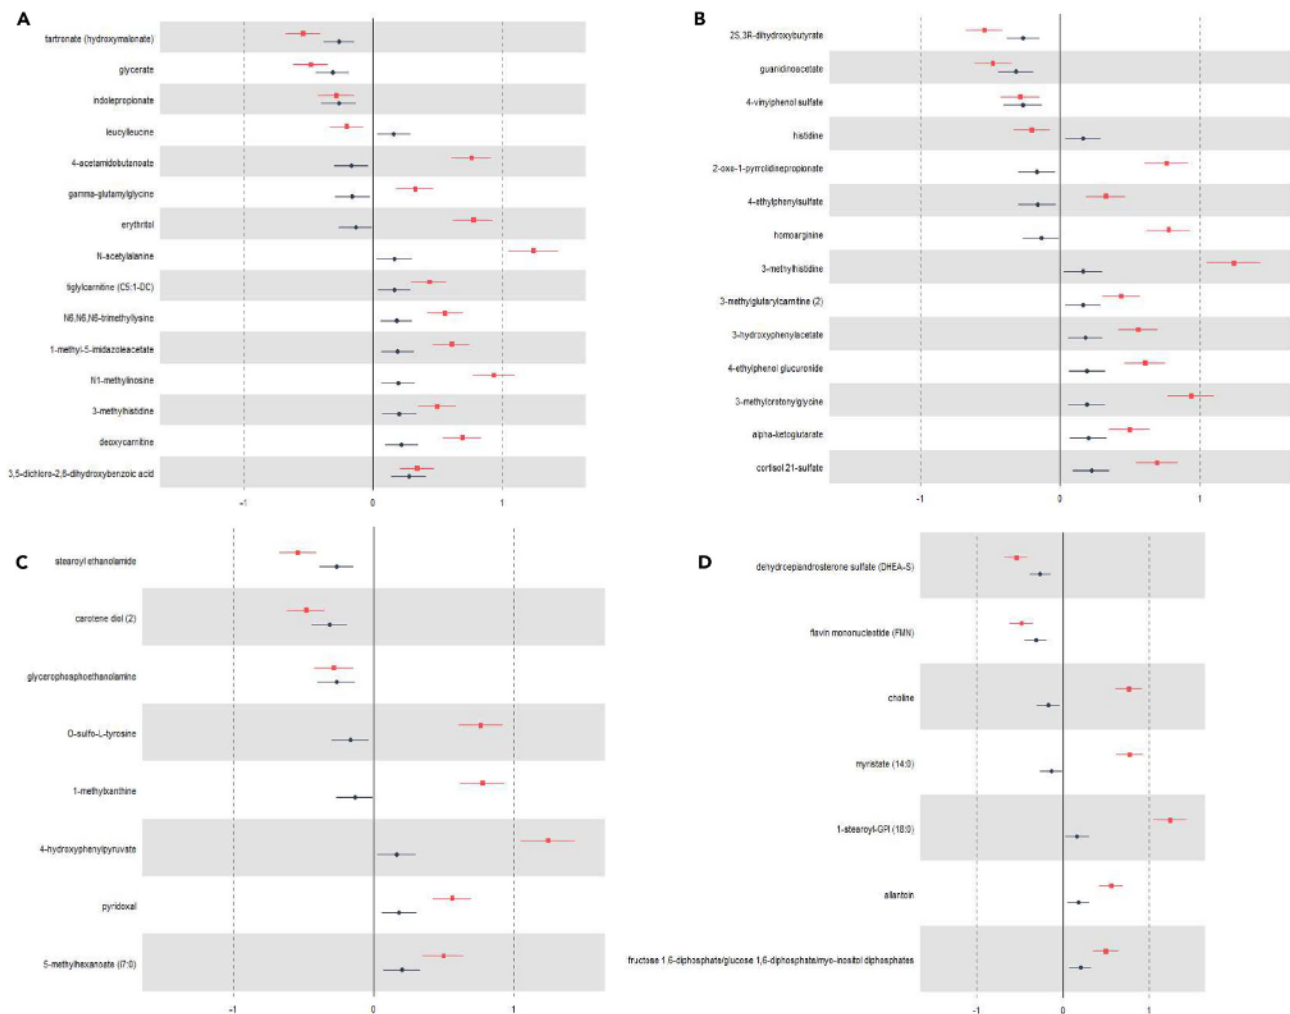 A
tartronate (hydroxymalonate)
glycerate
indolepropionate
leucylleucine
4-acetamidobutanoate
gamma-glutamylglycine
erythritol
N-acetylalanine
tiglylcarnitine (C5:1-DC)
N6,N6,N6-trimethyllysine
1-methyl-5-imidazoleacetate
N1-methylinosine
3-methylhistidine
deoxycarnitine
3,5-dichloro-2,6-dihydroxybenzoic acid
-1 0 1
B
2S,3R-dihydroxybutyrate
guanidinoacetate
4-vinylphenol sulfate
histidine
2-oxo-1-pyrrolidinepropionate
4-ethylphenylsulfate
homoarginine
3-methylhistidine
3-methylglutarylcarnitine (2)
3-hydroxyphenylacetate
4-ethylphenol glucuronide
3-methylcrotonylglycine
alpha-ketoglutarate
cortisol 21-sulfate
-1 0 1
C
stearoyl ethanolamide
carotene diol (2)
glycerophosphoethanolamine
O-sulfo-L-tyrosine
1-methylxanthine
4-hydroxyphenylpyruvate
pyridoxal
5-methylhexanoate (i7:0)
-1 0 1
D
dehydroepiandrosterone sulfate (DHEA-S)
flavin mononucleotide (FMN)
choline
myristate (14:0)
1-stearoyl-GPI (18:0)
allantoin
fructose 1,6-diphosphate/glucose 1,6-diphosphate/myo-inositol diphosphates
-1 0 1